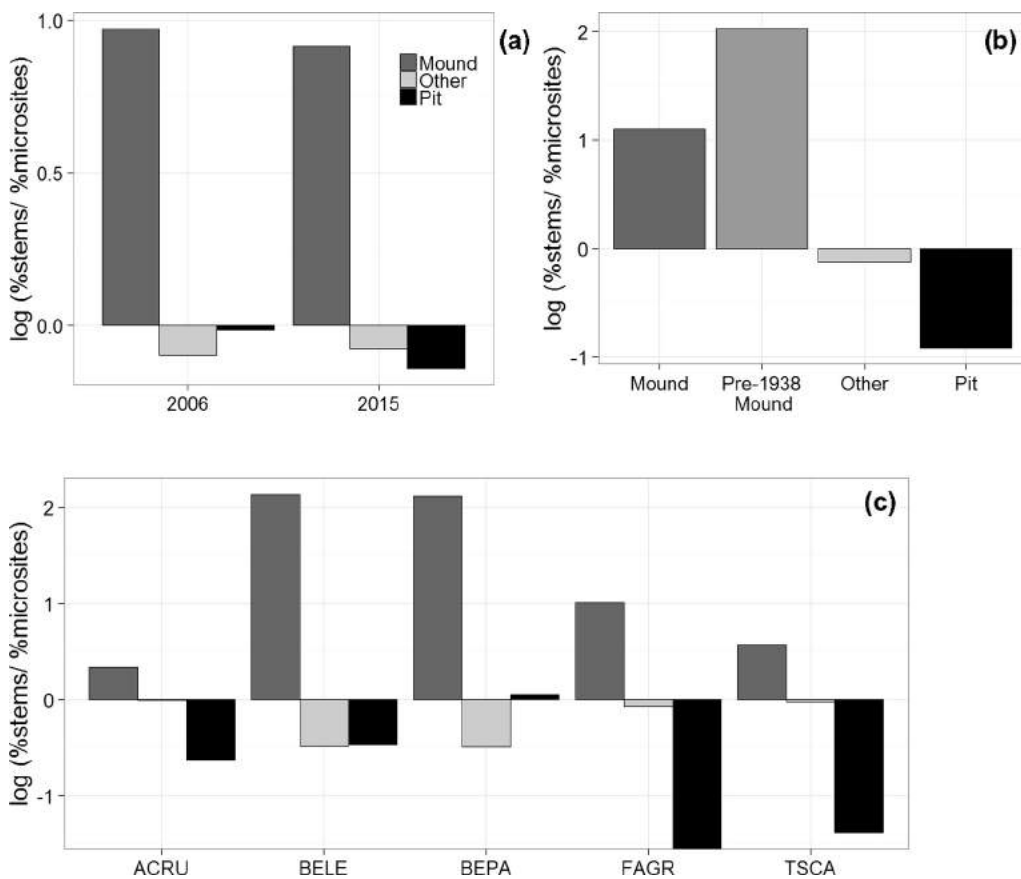 (a)
log (%stems/ %microsites)
1.0
0.5
0.0
Mound
Other
Pit
2006
2015
(b)
log (%stems/ %microsites)
2
1
0
-1
Mound
Pre-1938
Mound
Other
Pit
(c)
log (%stems/ %microsites)
2
1
0
-1
ACRU
BELE
BEPA
FAGR
TSCA